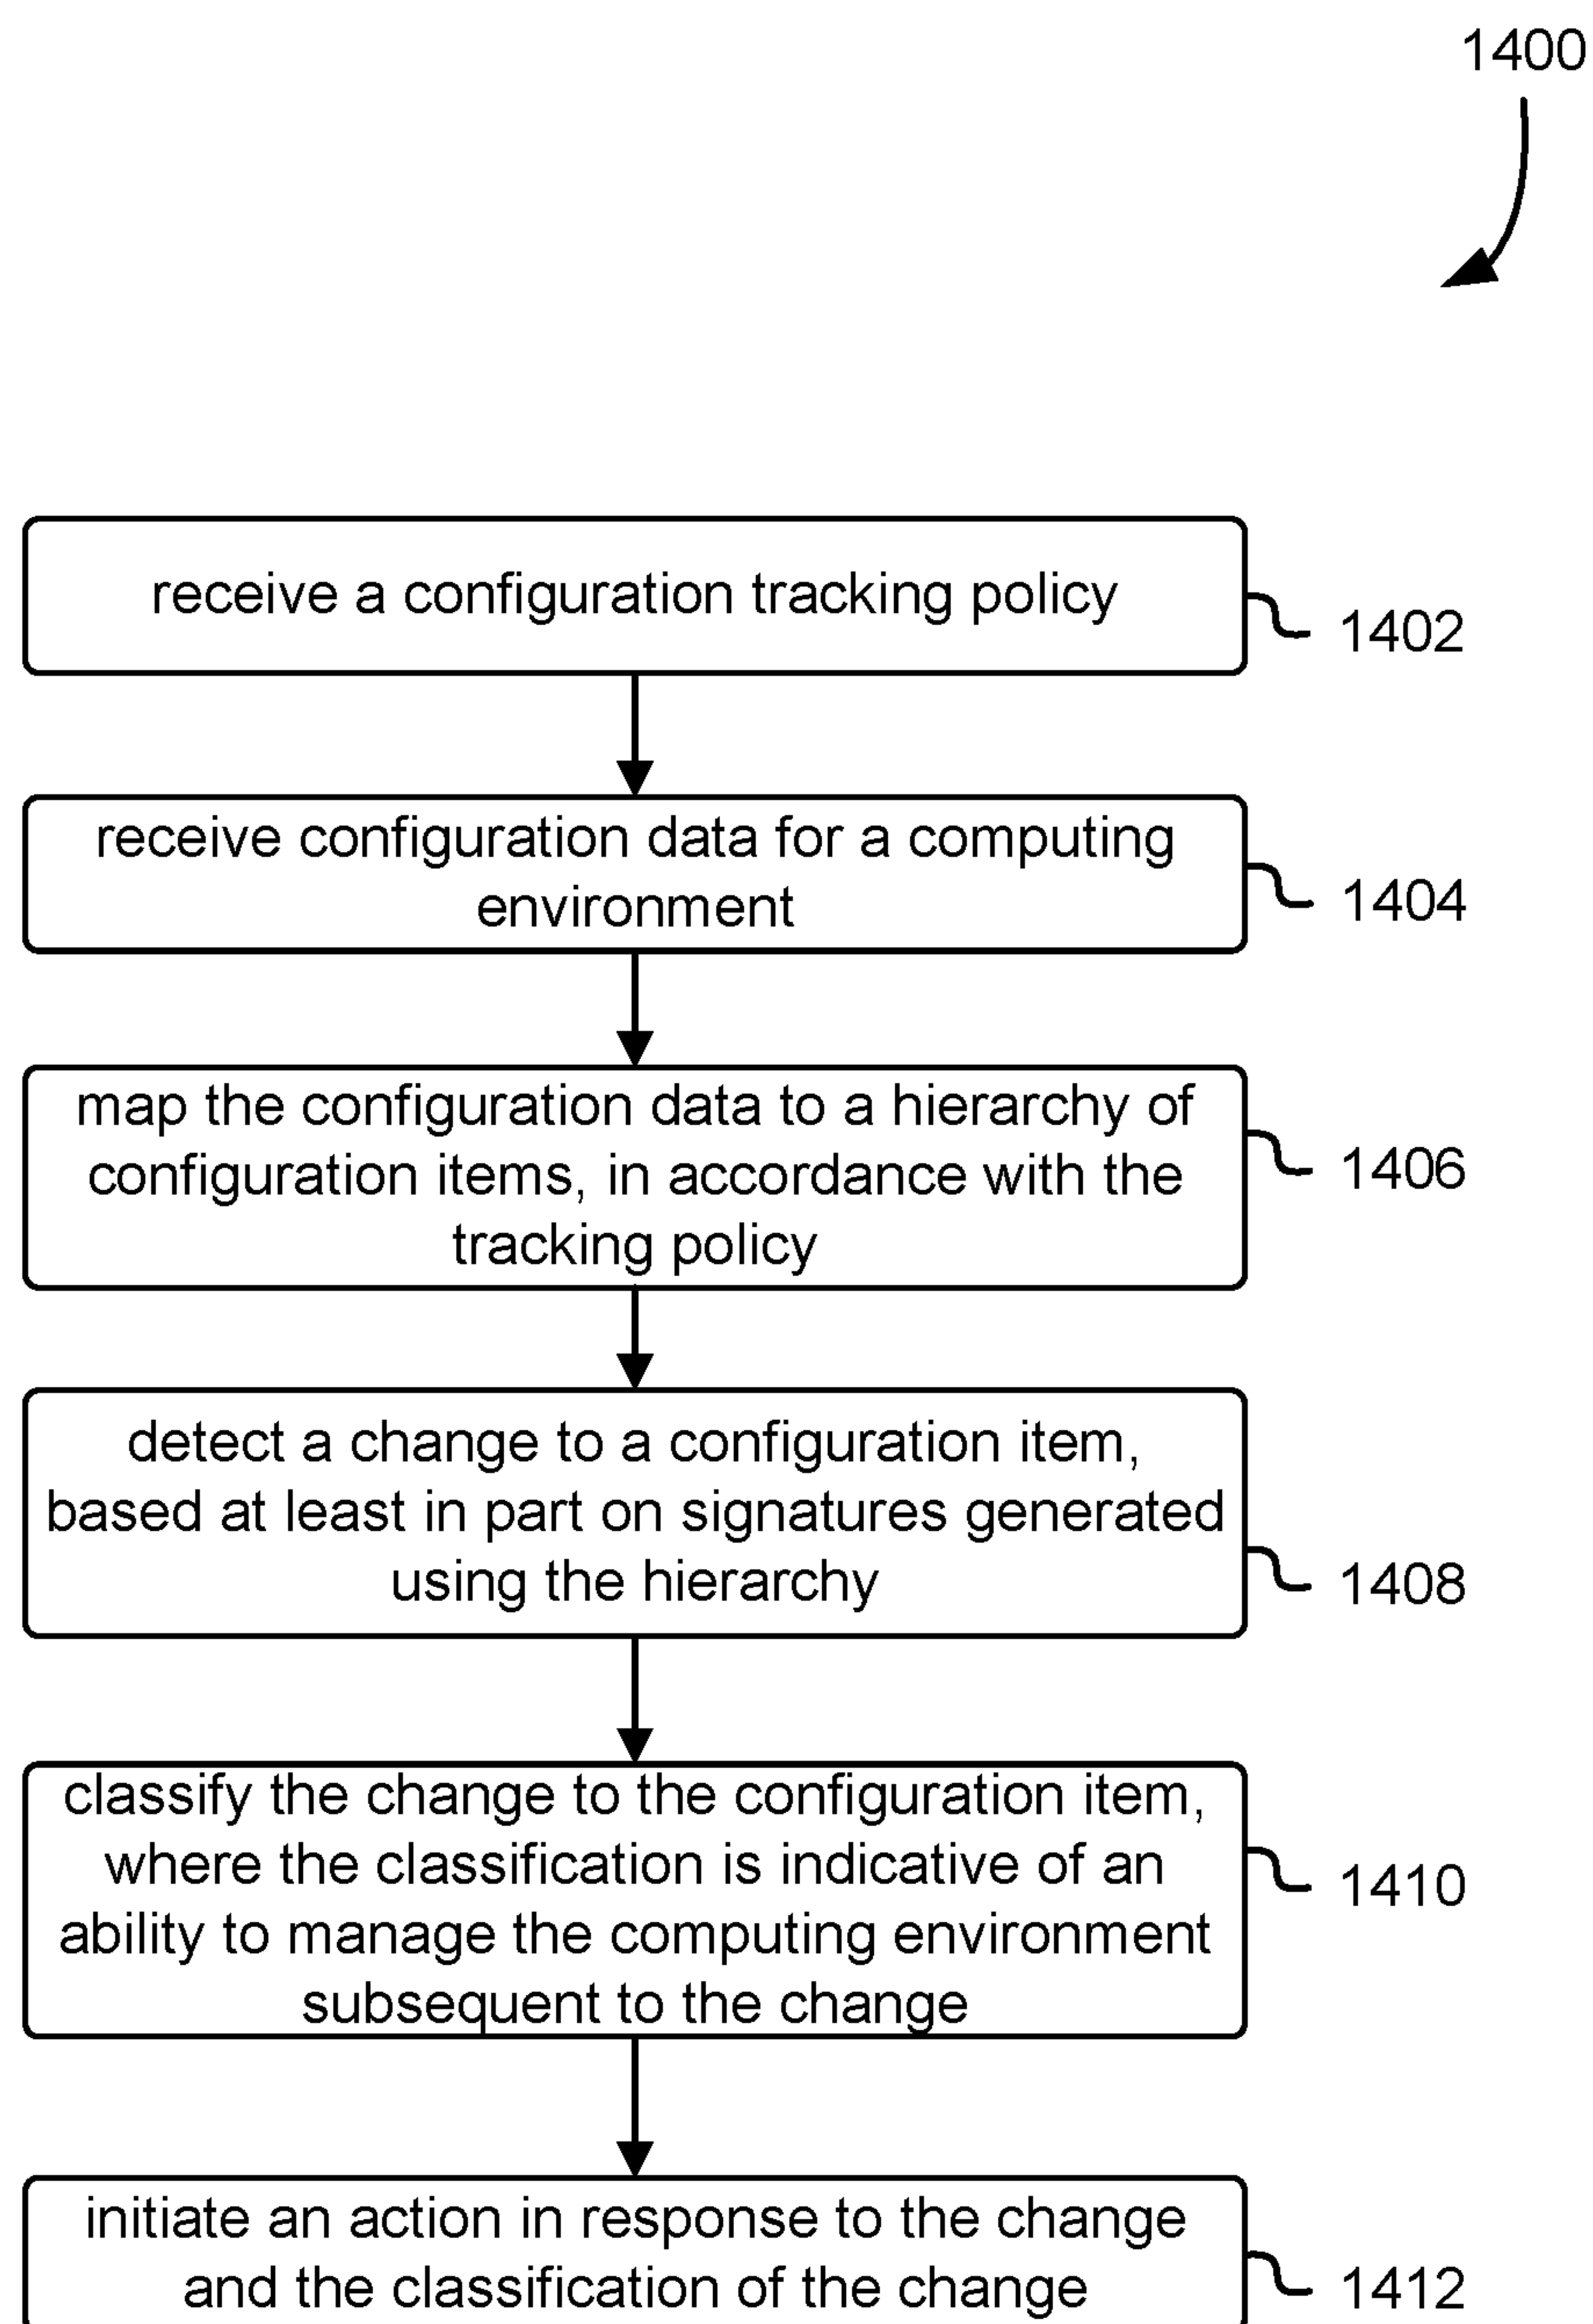 1400
receive a configuration tracking policy
1402
receive configuration data for a computing
environment
1404
map the configuration data to a hierarchy of
configuration items, in accordance with the
tracking policy
1406
detect a change to a configuration item,
based at least in part on signatures generated
using the hierarchy
1408
classify the change to the configuration item,
where the classification is indicative of an
ability to manage the computing environment
subsequent to the change
1410
initiate an action in response to the change
and the classification of the change
1412